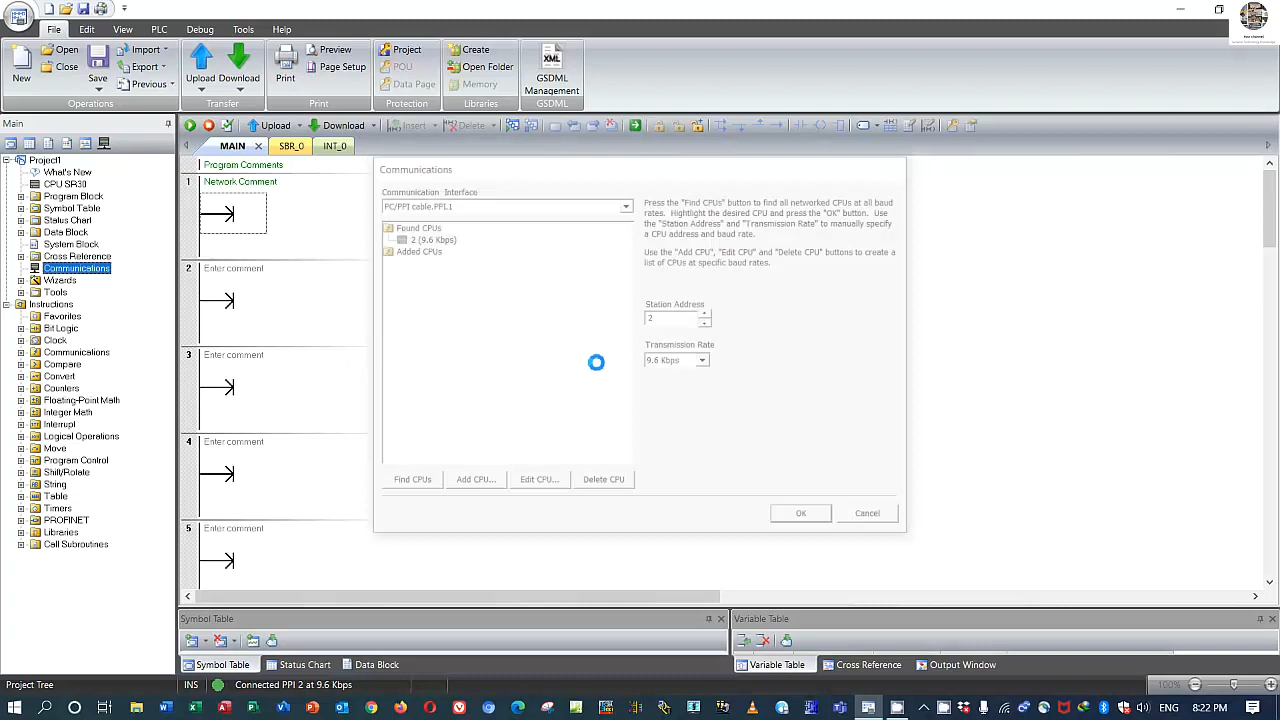 File Edit View PLC Debug Tools Help
New
Open
Close
Save
Import
Export
Previous
Operations
Upload
Download
Transfer
Print
Preview
Page Setup
Print
Project
POU
Data Page
Protection
Create
Open Folder
Memory
Libraries
XML
GSDML
Management
GSDML
Main
Upload Download Insert Delete
Project1
What's New
CPU SR30
Program Block
Symbol Table
Status Chart
Data Block
System Block
Cross Reference
Communications
Wizards
Tools
Instructions
Favorites
Bit Logic
Clock
Communications
Compare
Convert
Counters
Floating-Point Math
Integer Math
Interrupt
Logical Operations
Move
Program Control
Shift/Rotate
String
Table
Timers
PROFINET
Libraries
Call Subroutines
MAIN SBR_0 INT_0
Program Comments
1 Network Comment
2 Enter comment
3 Enter comment
4 Enter comment
5 Enter comment
Communications
Communication Interface
PC/PPI cable.PPI.1
Found CPUs
2 (9.6 Kbps)
Added CPUs
Press the "Find CPUs" button to find all networked CPUs at all baud
rates. Highlight the desired CPU and press the "OK" button. Use
the "Station Address" and "Transmission Rate" to manually specify
a CPU address and baud rate.
Use the "Add CPU", "Edit CPU" and "Delete CPU" buttons to create a
list of CPUs at specific baud rates.
Station Address
2
Transmission Rate
9.6 Kbps
Find CPUs Add CPU... Edit CPU... Delete CPU
OK Cancel
Symbol Table
Symbol Table Status Chart Data Block
Variable Table
Variable Table Cross Reference Output Window
Project Tree INS Connected PPI 2 at 9.6 Kbps 100%
ENG 8:22 PM